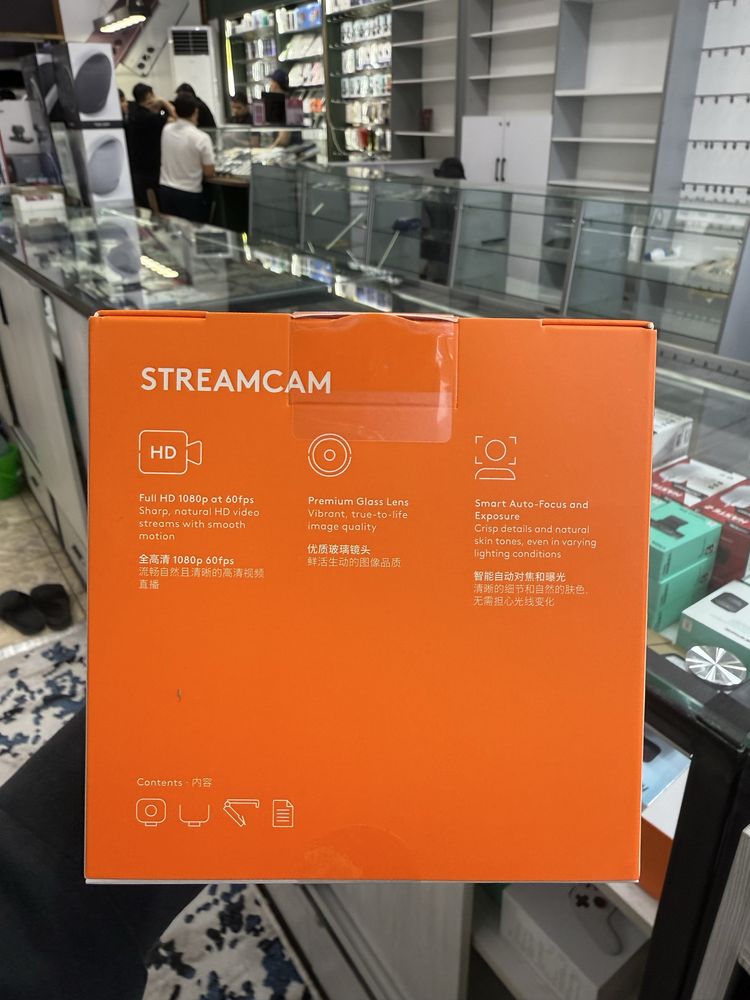 STREAMCAM
HD
Full HD 1080p at 60fps
Sharp, natural HD video
streams with smooth
motion
全高清 1080p 60fps
流畅自然且清晰的高清视频
直播
Premium Glass Lens
Vibrant, true-to-life
image quality
优质玻璃镜头
鲜活生动的图像品质
Smart Auto-Focus and
Exposure
Crisp details and natural
skin tones, even in varying
lighting conditions
智能自动对焦和曝光
清晰的细节和自然的肤色,
无需担心光线变化
Contents · 内容